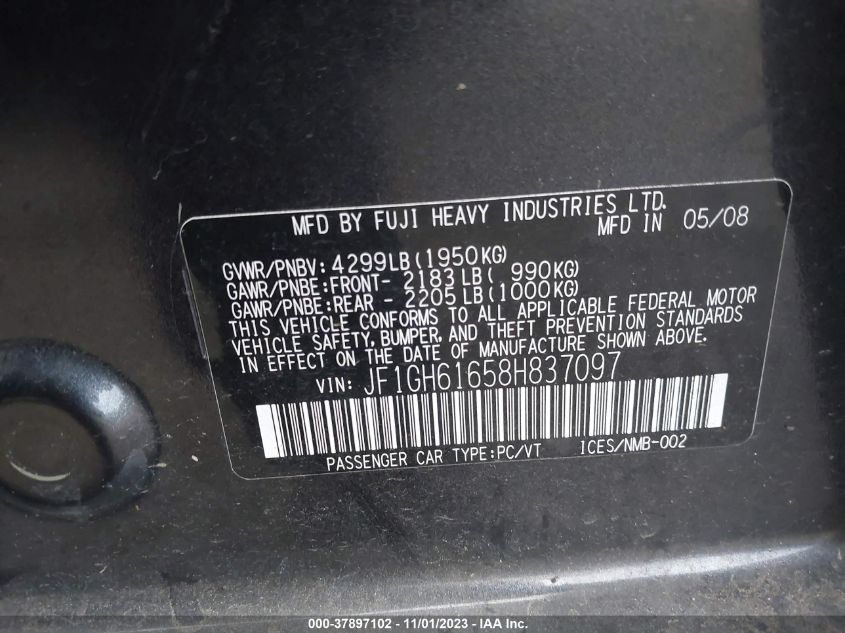 MFD BY FUJI HEAVY INDUSTRIES LTD.
MFD IN 05/08
GVWR/PNBV: 4299LB(1950KG)
GAWR/PNBE:FRONT- 2183LB( 990KG)
GAWR/PNBE:REAR - 2205LB(1000KG)
THIS VEHICLE CONFORMS TO ALL APPLICABLE FEDERAL MOTOR
VEHICLE SAFETY, BUMPER, AND THEFT PREVENTION STANDARDS
IN EFFECT ON THE DATE OF MANUFACTURE SHOWN ABOVE.
VIN: JF1GH61658H837097
PASSENGER CAR TYPE:PC/VT ICES/NMB-002
000-37897102 - 11/01/2023 - IAAI.COM